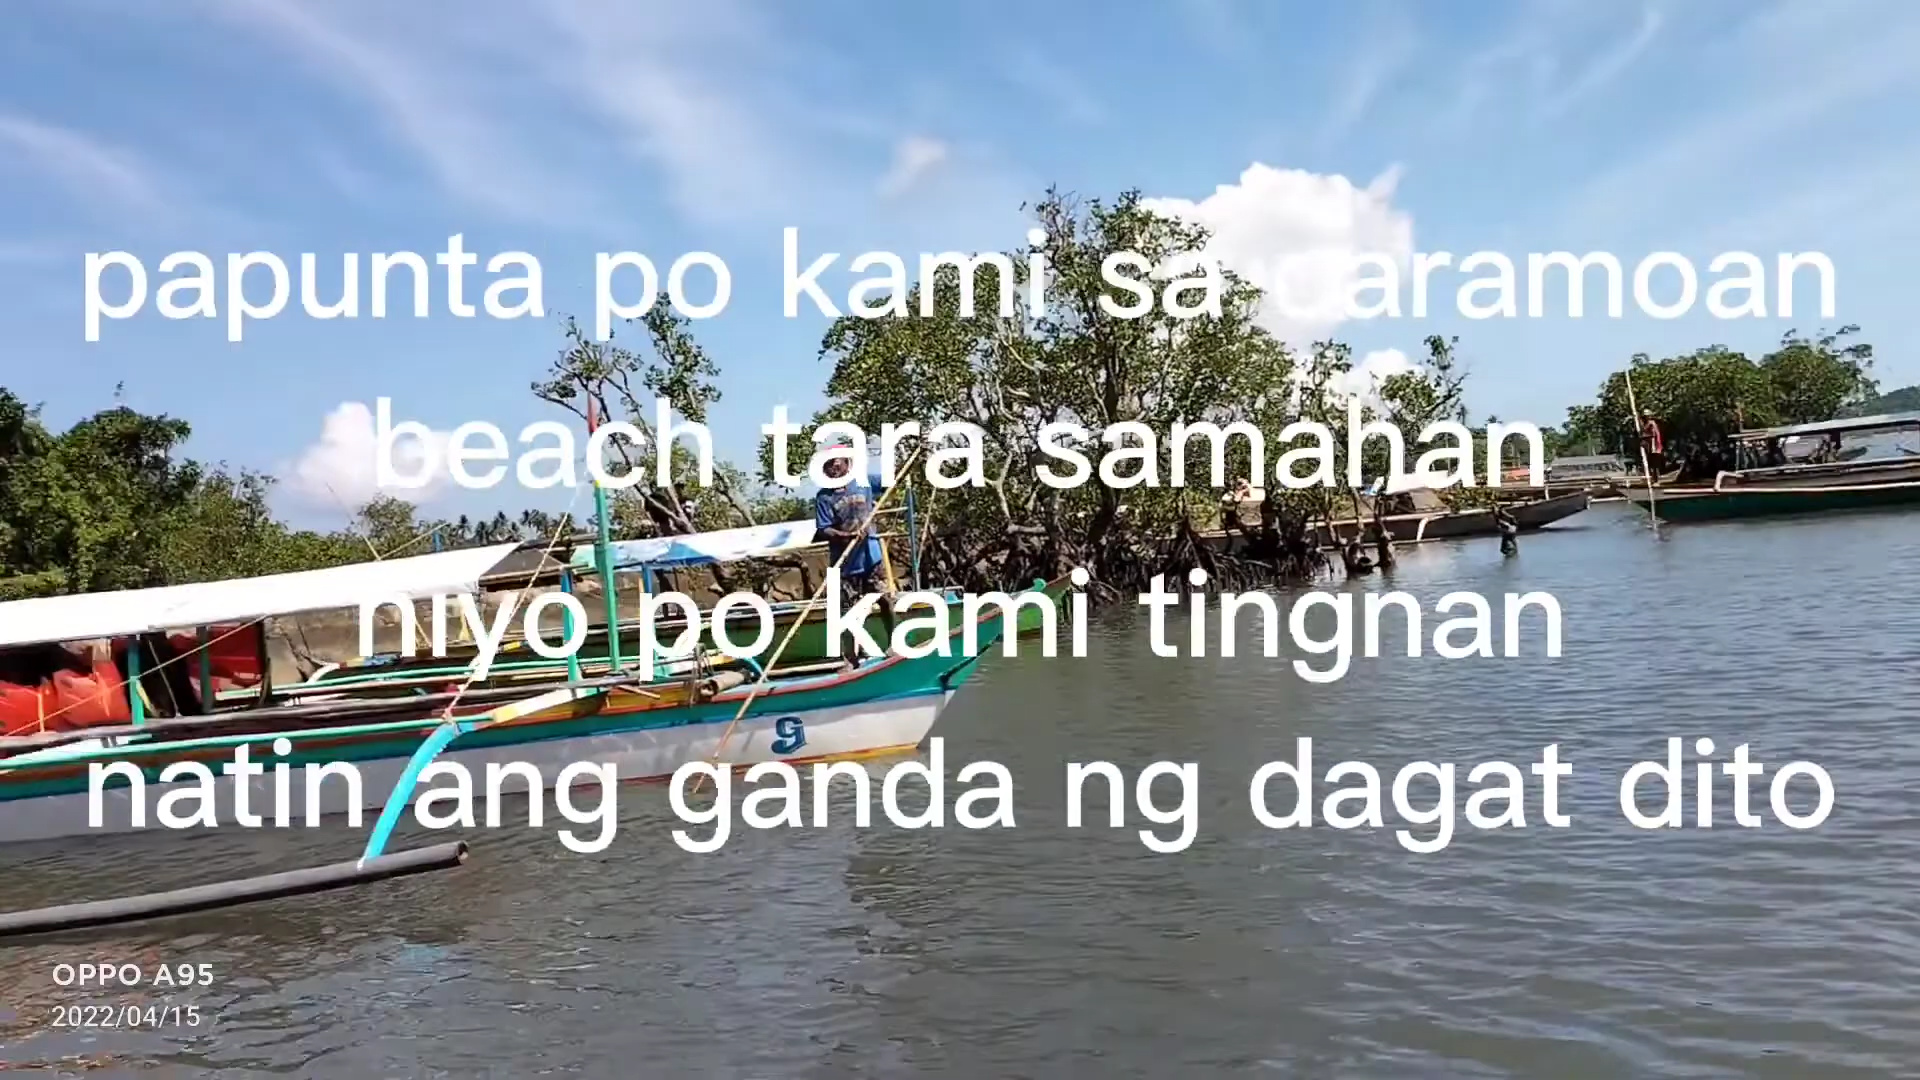 papunta po kami sa caramoan
beach tara samahan
niyo po kami tingnan
natin ang ganda ng dagat dito
g
OPPO A95
2022/04/15